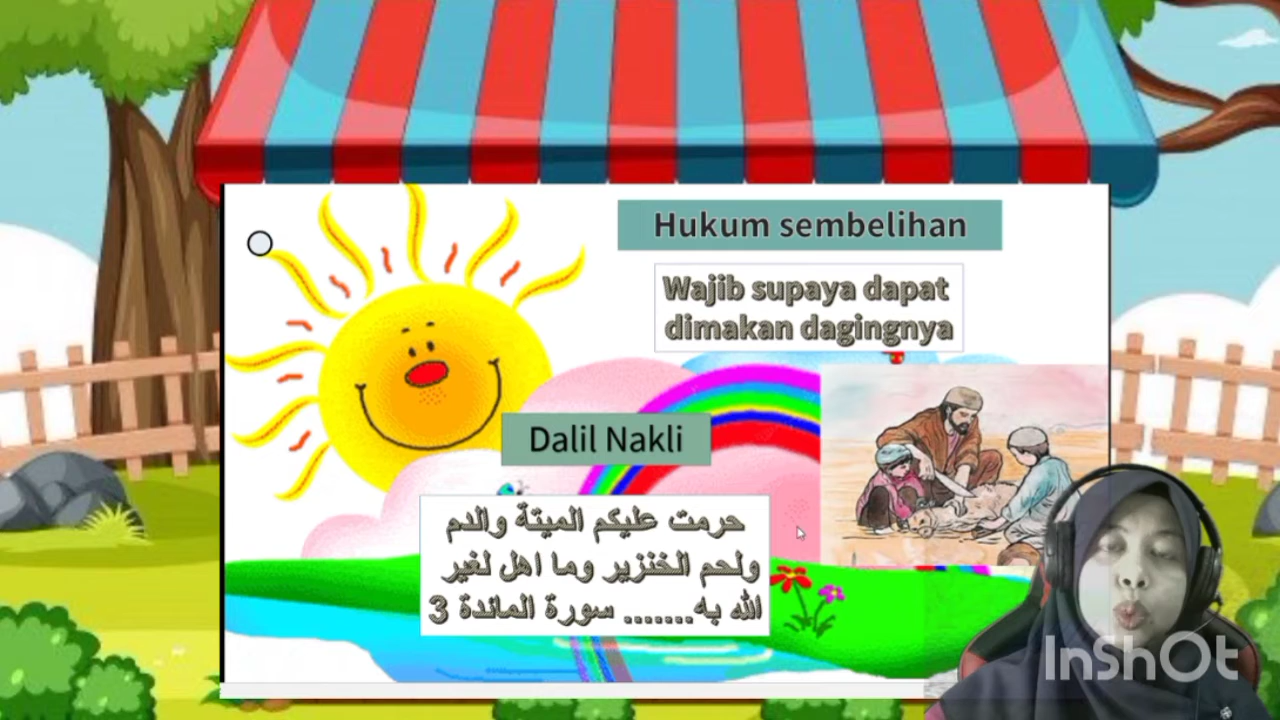 Hukum sembelihan
Wajib supaya dapat
dimakan dagingnya
Dalil Nakli
حرمت عليكم الميتة والدم
ولحم الخنزير وما اهل لغير
الله به....... سورة المائدة 3
InShOt